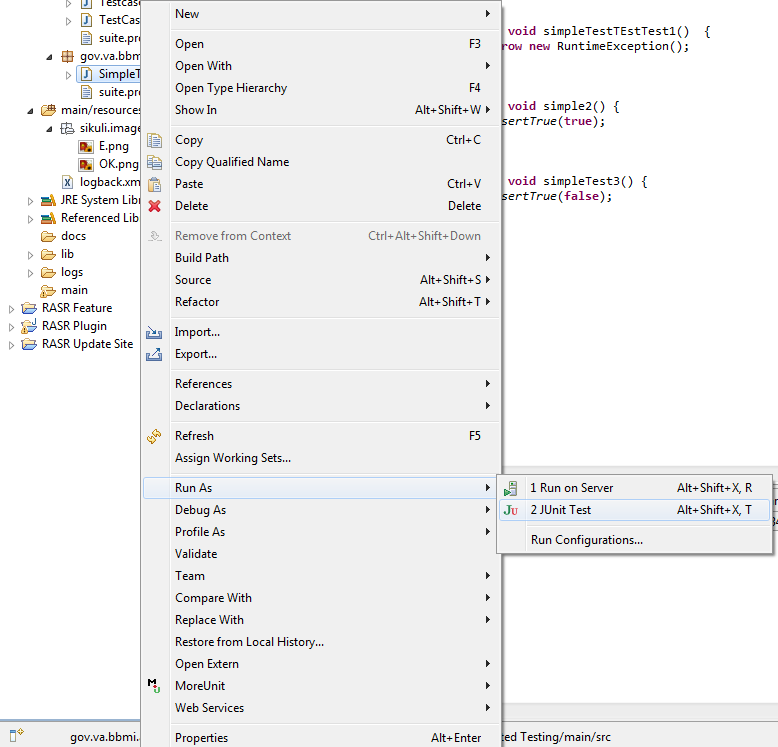 Testcase
TestCas
suite.pr
gov.va.bbm
SimpleT
suite.pr
main/resources
sikuli.image
E.png
OK.png
logback.xm
JRE System Libr
Referenced Lib
docs
lib
logs
main
RASR Feature
RASR Plugin
RASR Update Site
New
Open F3
Open With
Open Type Hierarchy F4
Show In Alt+Shift+W
Copy Ctrl+C
Copy Qualified Name
Paste Ctrl+V
Delete Delete
Remove from Context Ctrl+Alt+Shift+Down
Build Path
Source Alt+Shift+S
Refactor Alt+Shift+T
Import...
Export...
References
Declarations
Refresh F5
Assign Working Sets...
Run As
Debug As
Profile As
Validate
Team
Compare With
Replace With
Restore from Local History...
Open Extern
MoreUnit
Web Services
Properties Alt+Enter
void simpleTestTEstTest1() {
row new RuntimeException();
void simple2() {
sertTrue(true);
void simpleTest3() {
sertTrue(false);
1 Run on Server Alt+Shift+X, R
JU 2 JUnit Test Alt+Shift+X, T
Run Configurations...
gov.va.bbmi.
ted Testing/main/src